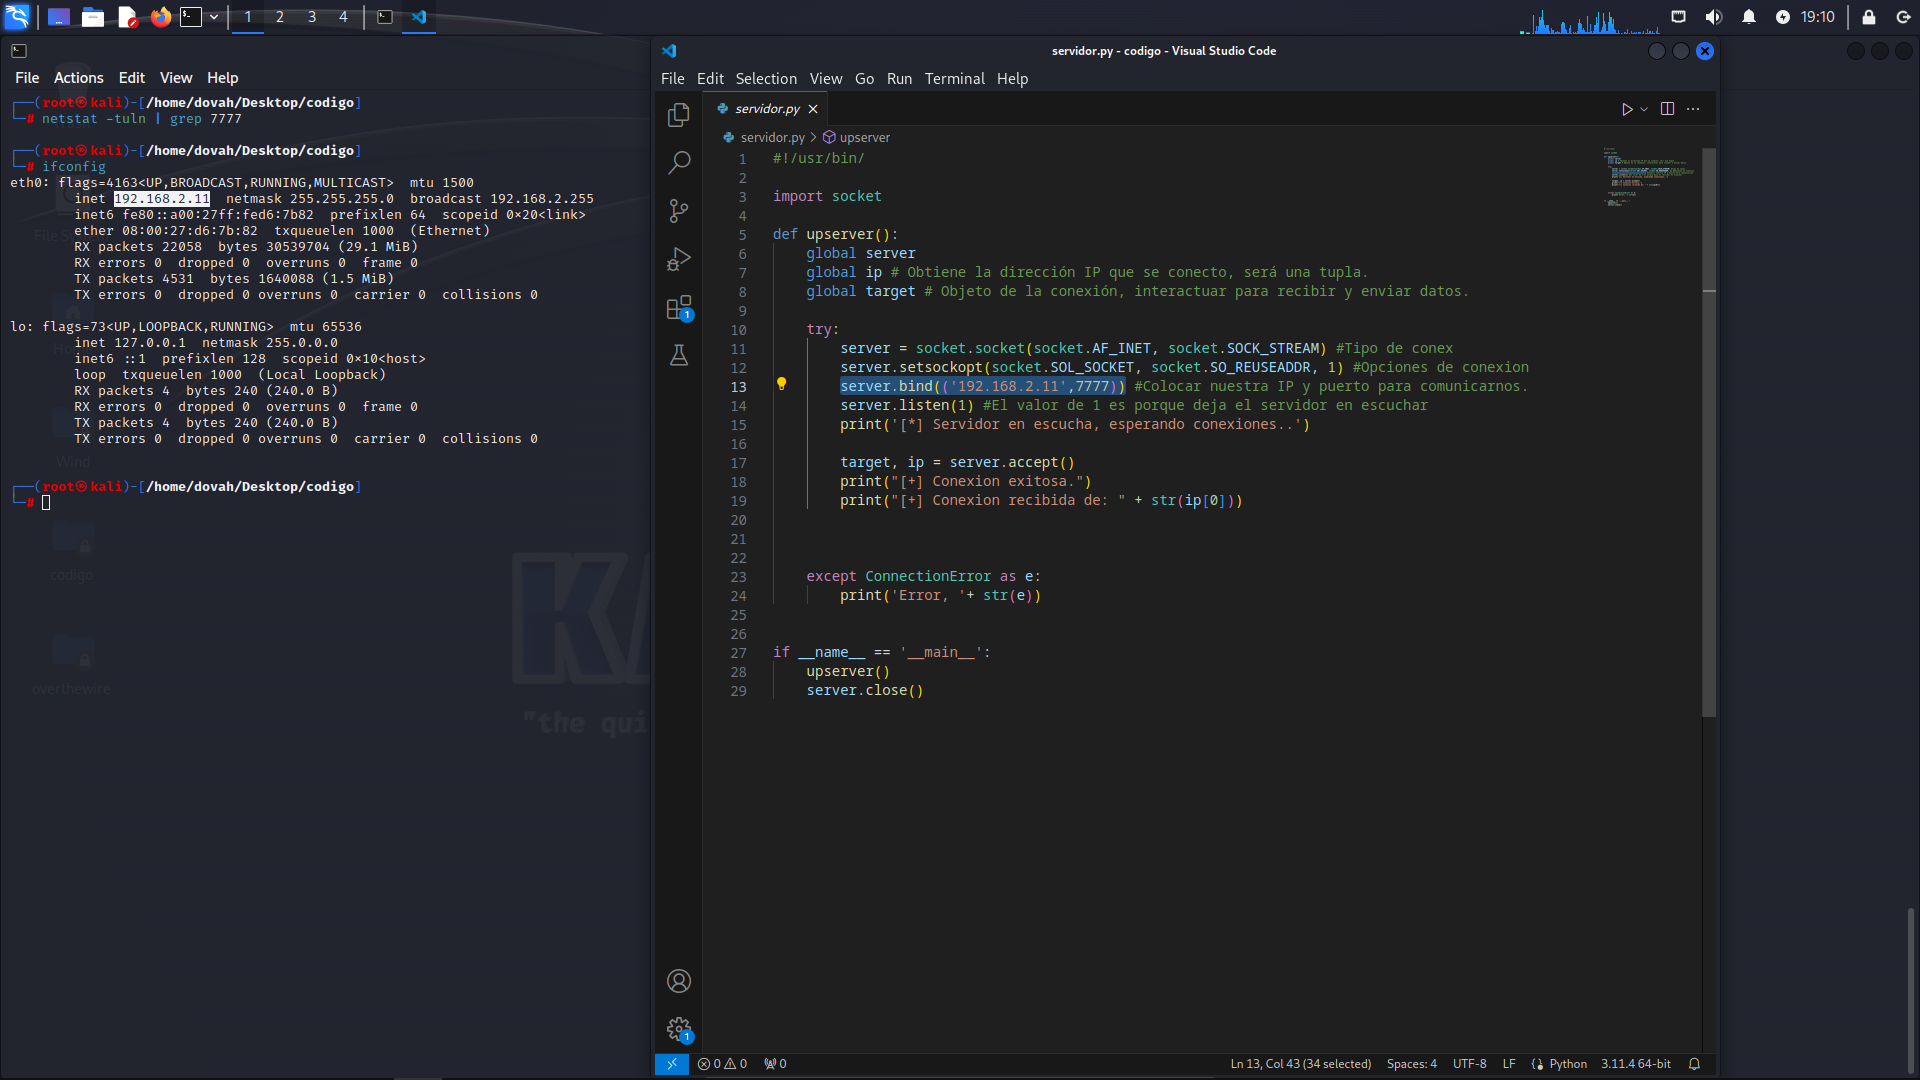 1 2 3 4
19:10
File Actions Edit View Help
┌──(root㉿kali)-[/home/dovah/Desktop/codigo]
└─# netstat -tuln | grep 7777
┌──(root㉿kali)-[/home/dovah/Desktop/codigo]
└─# ifconfig
eth0: flags=4163<UP,BROADCAST,RUNNING,MULTICAST>  mtu 1500
inet 192.168.2.11  netmask 255.255.255.0  broadcast 192.168.2.255
inet6 fe80::a00:27ff:fed6:7b82  prefixlen 64  scopeid 0×20<link>
ether 08:00:27:d6:7b:82  txqueuelen 1000  (Ethernet)
RX packets 22058  bytes 30539704 (29.1 MiB)
RX errors 0  dropped 0  overruns 0  frame 0
TX packets 4531  bytes 1640088 (1.5 MiB)
TX errors 0  dropped 0 overruns 0  carrier 0  collisions 0
lo: flags=73<UP,LOOPBACK,RUNNING>  mtu 65536
inet 127.0.0.1  netmask 255.0.0.0
inet6 ::1  prefixlen 128  scopeid 0×10<host>
loop  txqueuelen 1000  (Local Loopback)
RX packets 4  bytes 240 (240.0 B)
RX errors 0  dropped 0  overruns 0  frame 0
TX packets 4  bytes 240 (240.0 B)
TX errors 0  dropped 0 overruns 0  carrier 0  collisions 0
┌──(root㉿kali)-[/home/dovah/Desktop/codigo]
└─#
Wind
codigo
overthewire
"the qui
servidor.py - codigo - Visual Studio Code
File Edit Selection View Go Run Terminal Help
servidor.py
servidor.py > upserver
1 #!/usr/bin/
2
3 import socket
4
5 def upserver():
6     global server
7     global ip # Obtiene la dirección IP que se conecto, será una tupla.
8     global target # Objeto de la conexión, interactuar para recibir y enviar datos.
9
10     try:
11         server = socket.socket(socket.AF_INET, socket.SOCK_STREAM) #Tipo de conex
12         server.setsockopt(socket.SOL_SOCKET, socket.SO_REUSEADDR, 1) #Opciones de conexion
13         server.bind(('192.168.2.11',7777)) #Colocar nuestra IP y puerto para comunicarnos.
14         server.listen(1) #El valor de 1 es porque deja el servidor en escuchar
15         print('[*] Servidor en escucha, esperando conexiones..')
16
17         target, ip = server.accept()
18         print("[+] Conexion exitosa.")
19         print("[+] Conexion recibida de: " + str(ip[0]))
20
21
22
23     except ConnectionError as e:
24         print('Error, '+ str(e))
25
26
27 if __name__ == '__main__':
28     upserver()
29     server.close()
1
1
0 0 0
Ln 13, Col 43 (34 selected) Spaces: 4 UTF-8 LF Python 3.11.4 64-bit